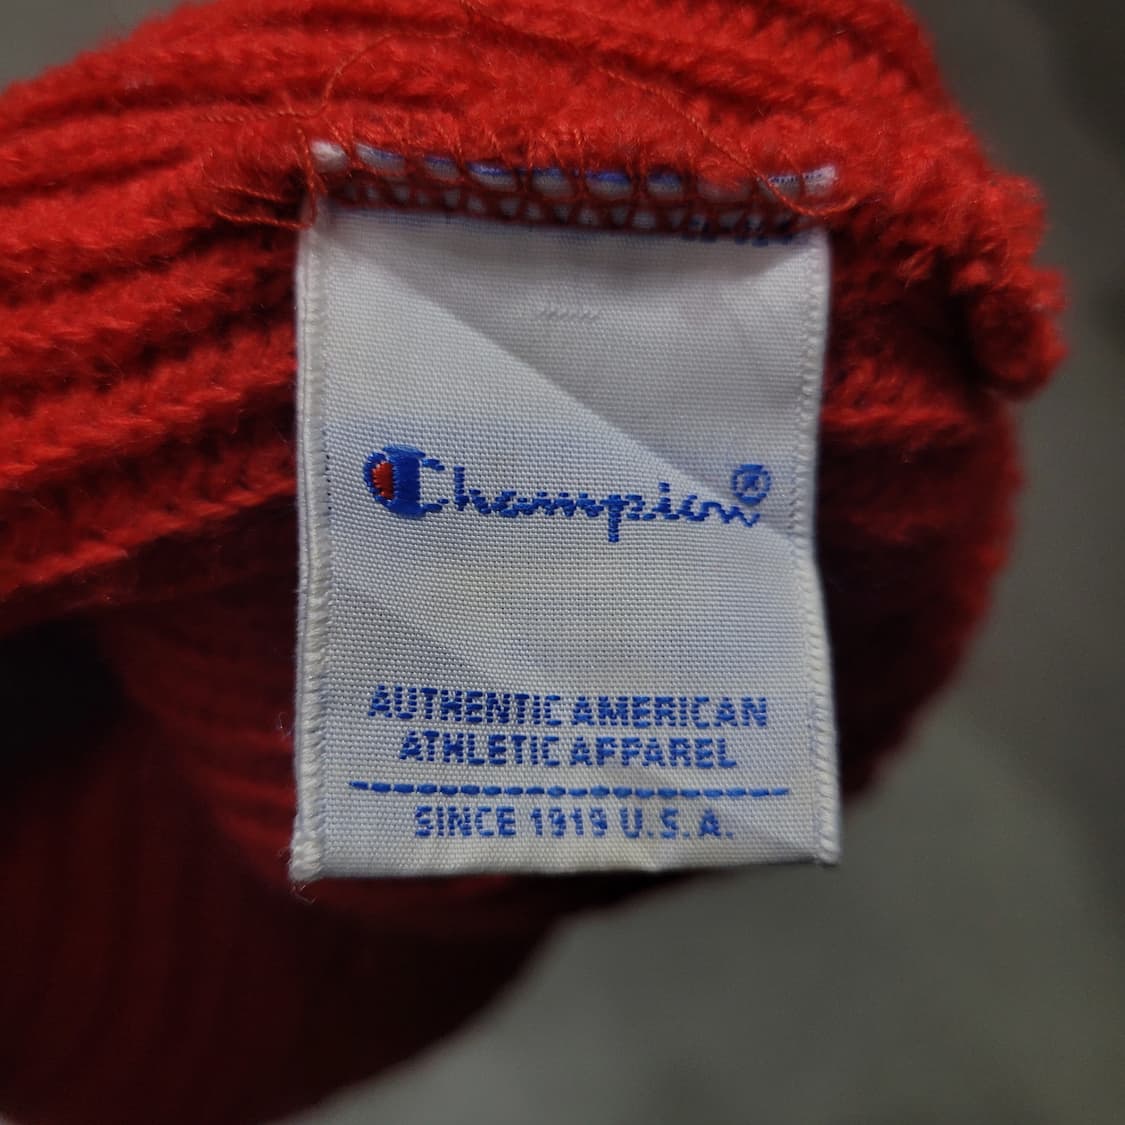 Champion®
AUTHENTIC AMERICAN
ATHLETIC APPAREL
SINCE 1919 U.S.A.